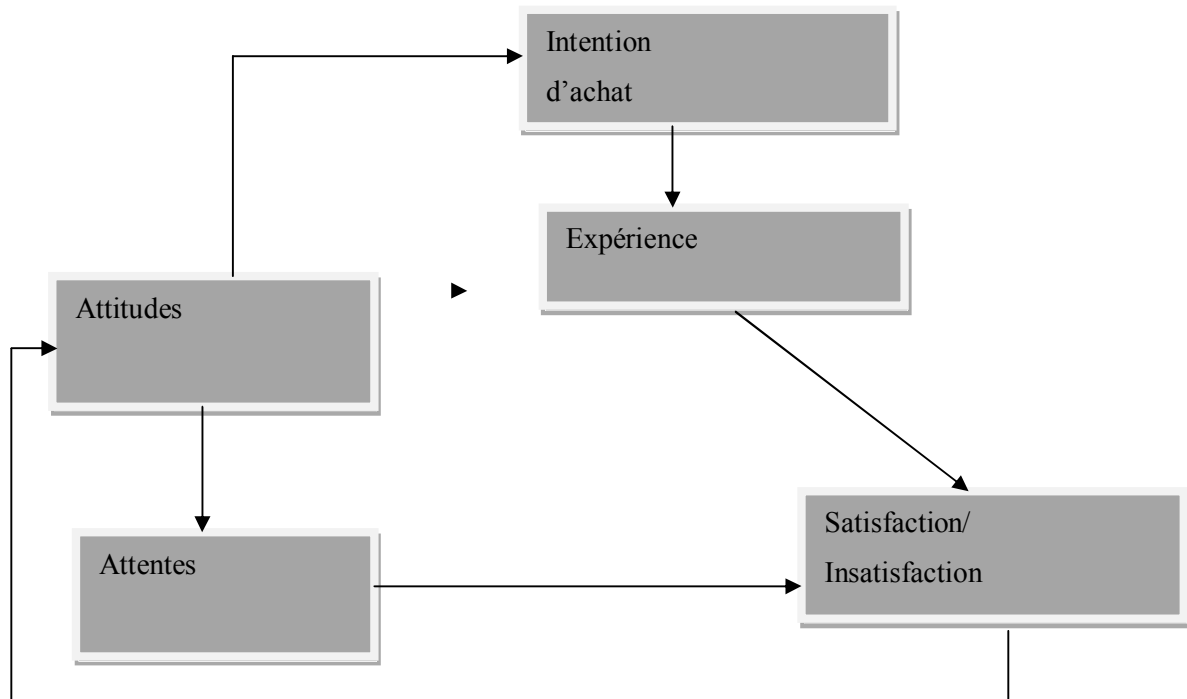 Intention
d’achat
Expérience
Attitudes
Attentes
Satisfaction/
Insatisfaction